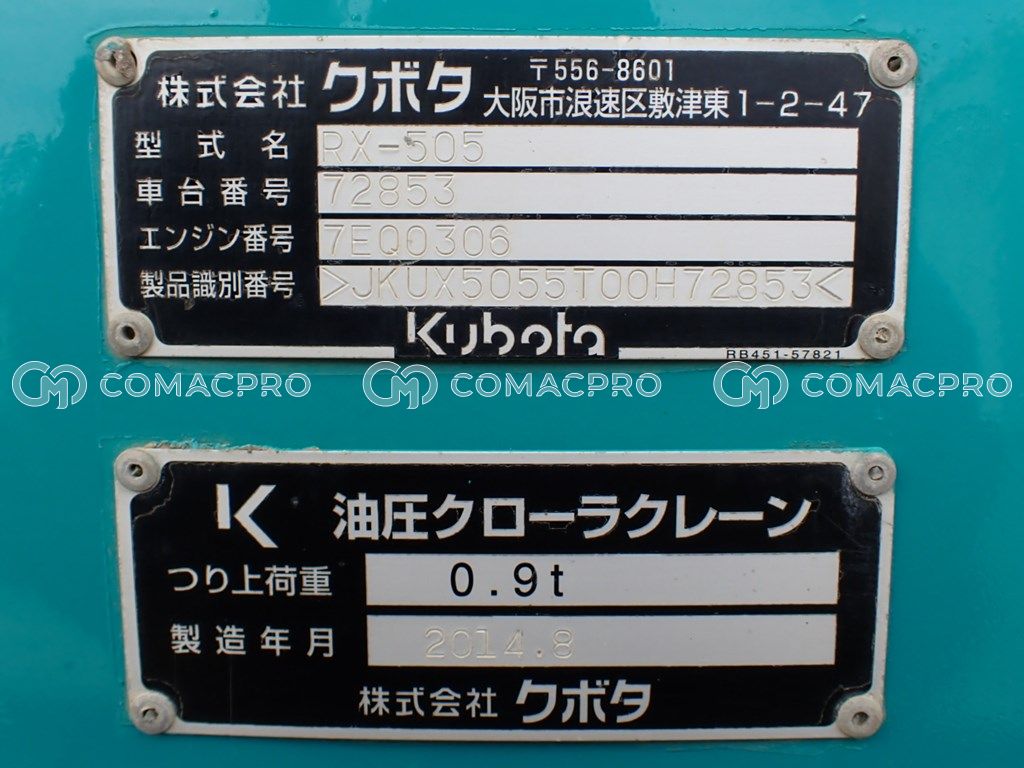 株式会社 クボタ 〒556-8601
大阪市浪速区敷津東1-2-47
型式名 RX-505
車台番号 72853
エンジン番号 7EQ0306
製品識別番号 >JKUX5055T00H72853<
Kubota
RB451-57821
COMACPRO COMACPRO COMACPRO
K 油圧クローラクレーン
つり上荷重 0.9t
製造年月 2014.8
株式会社 クボタ